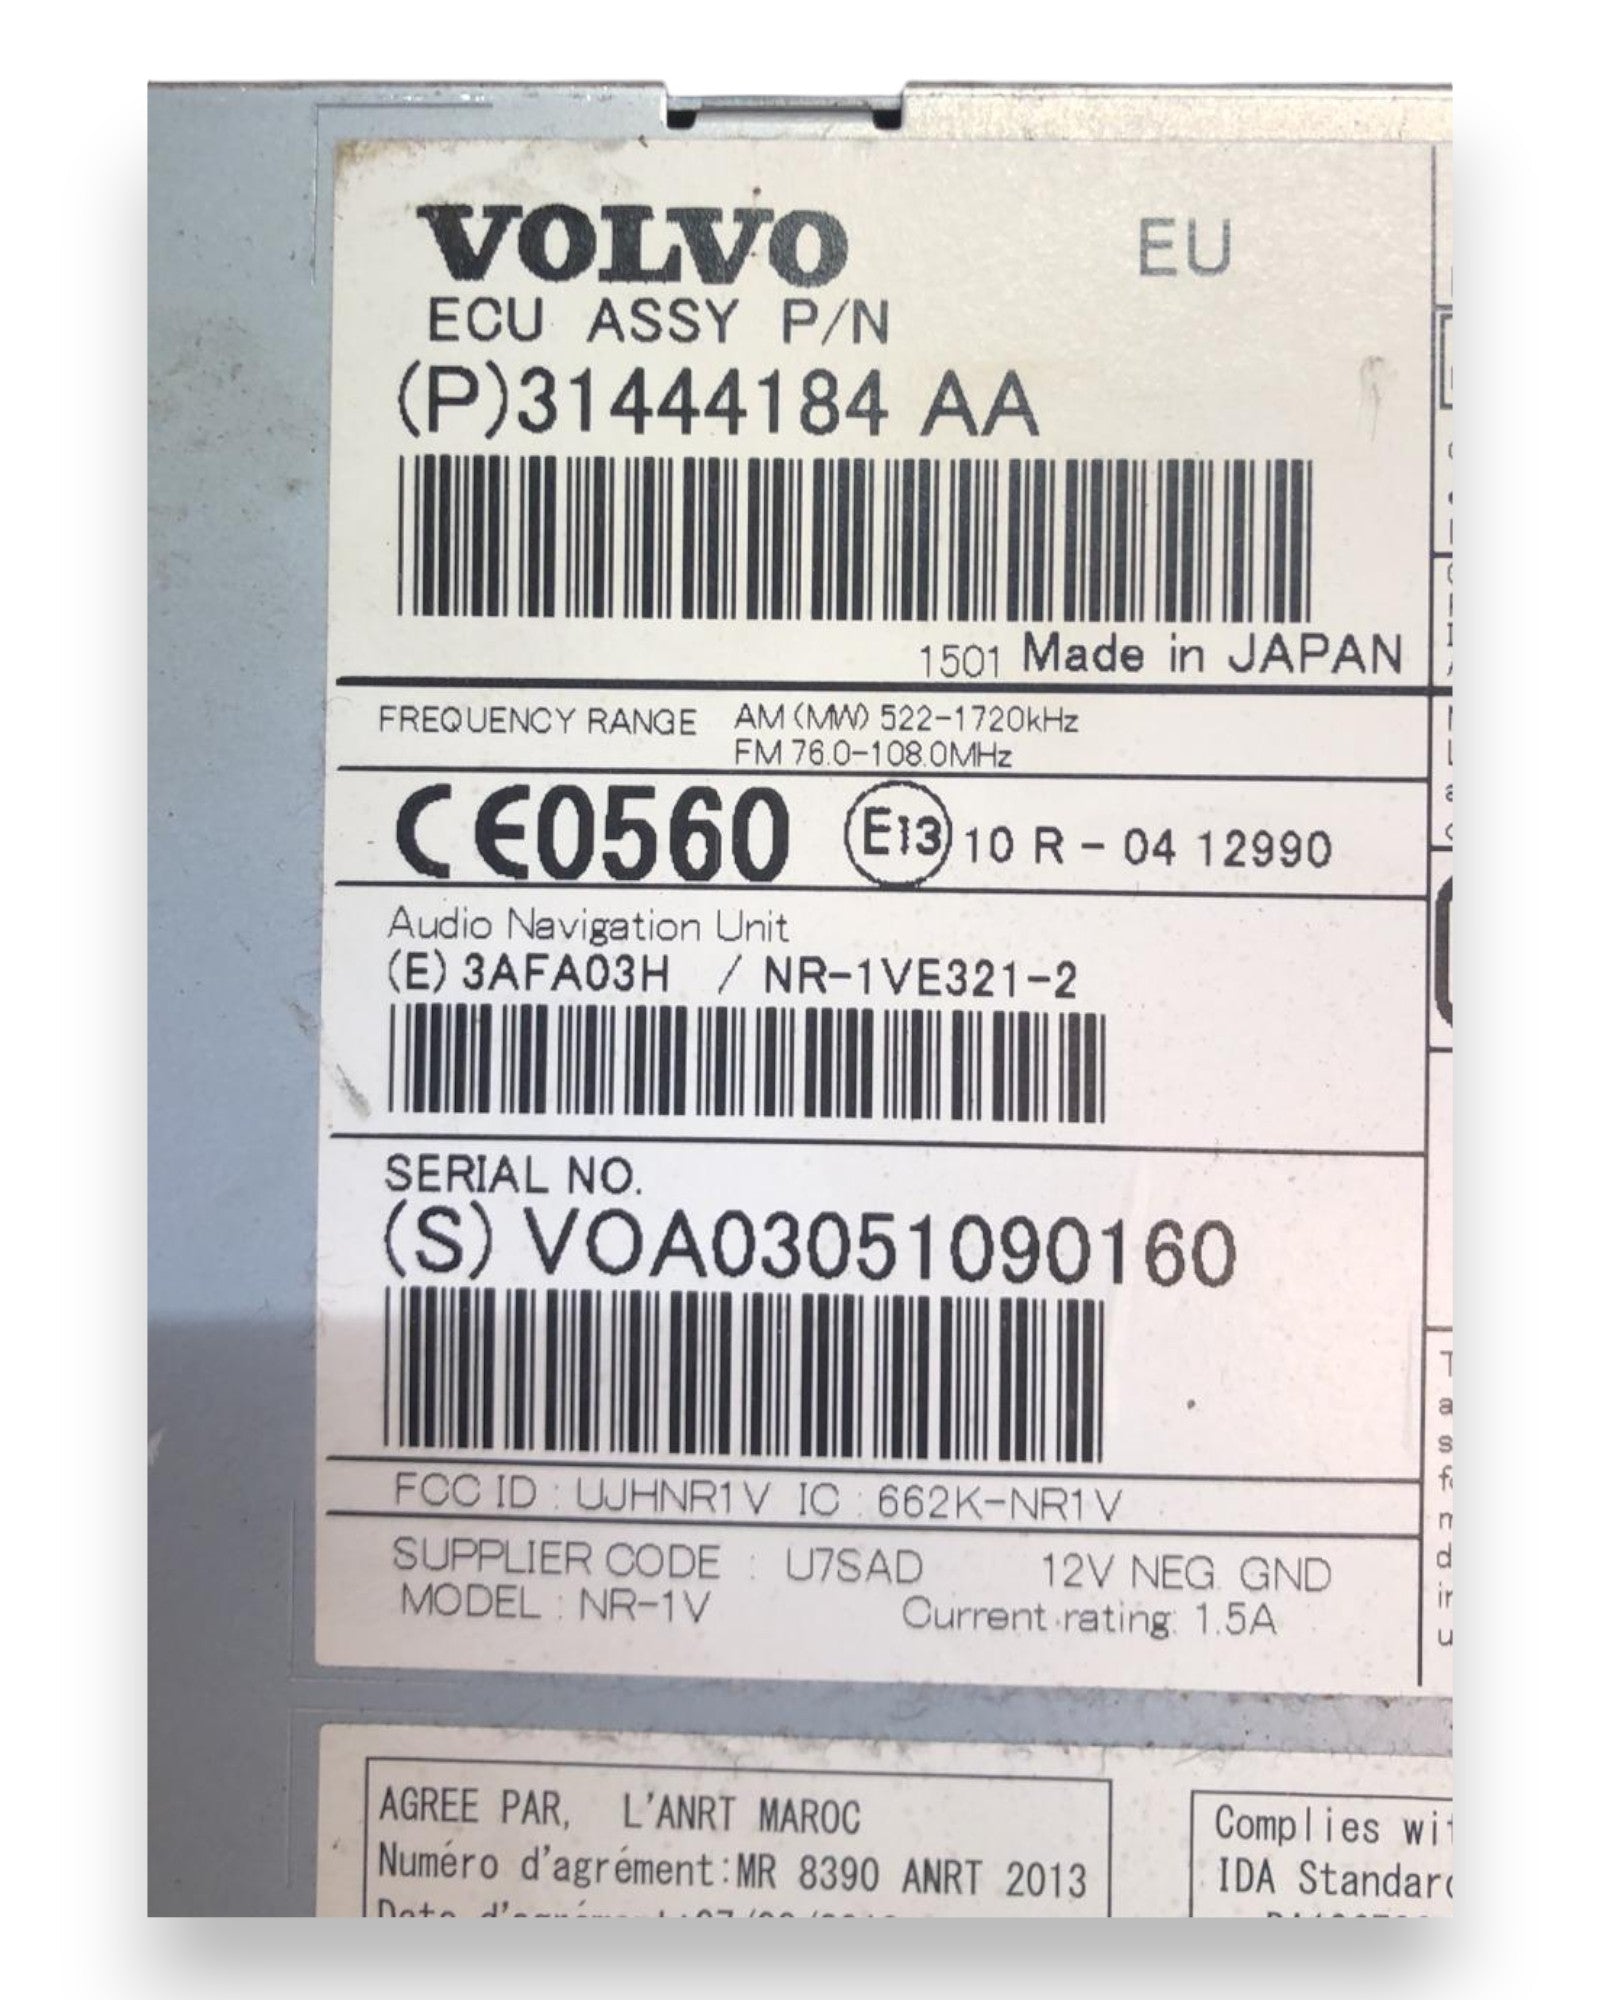 VOLVO EU
ECU ASSY P/N
(P)31444184 AA
1501 Made in JAPAN
FREQUENCY RANGE AM(MW) 522-1720kHz
FM 76.0-108.0MHz
CE0560 E13 10 R - 04 12990
Audio Navigation Unit
(E) 3AFA03H / NR-1VE321-2
SERIAL NO.
(S) VOA03051090160
FCC ID : UJHNR1V IC : 662K-NR1V
SUPPLIER CODE : U7SAD 12V NEG. GND
MODEL : NR-1V Current rating: 1.5A
AGREE PAR, L'ANRT MAROC
Numéro d'agrément:MR 8390 ANRT 2013
Complies
IDA